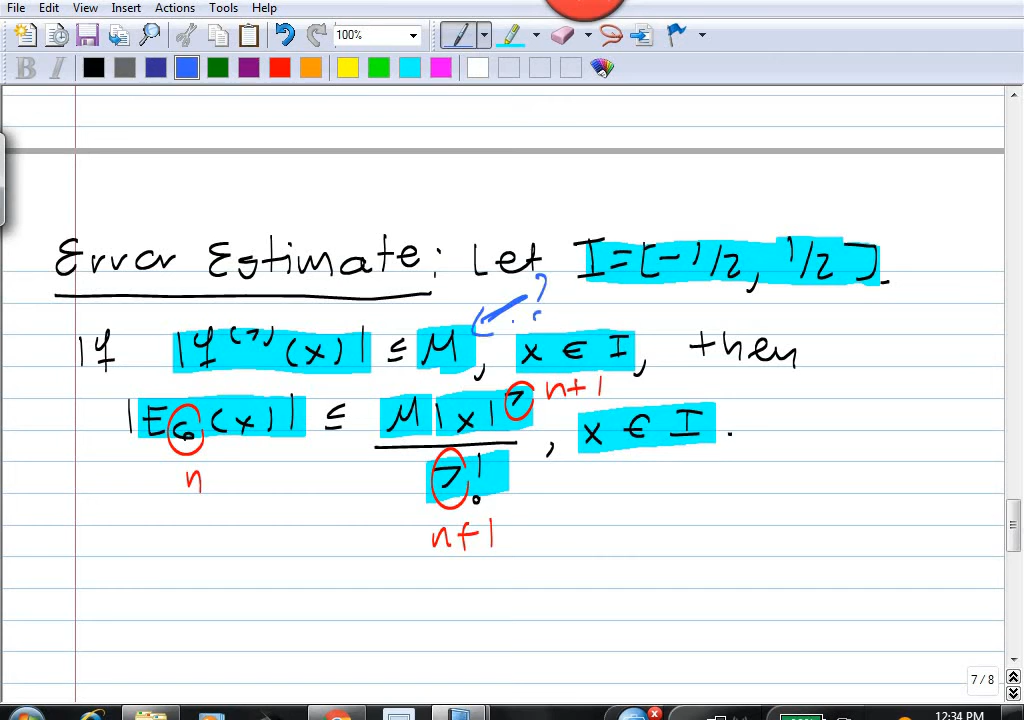 File Edit View Insert Actions Tools Help
100%
B I
Error Estimate: Let I=[-1/2, 1/2].
?
If |f⁽⁷⁾(x)| ≤ M, x ∈ I, then
n+1
|E₆(x)| ≤ M|x|⁷ / 7!, x ∈ I.
n
n+1
7 / 8
12:34 PM